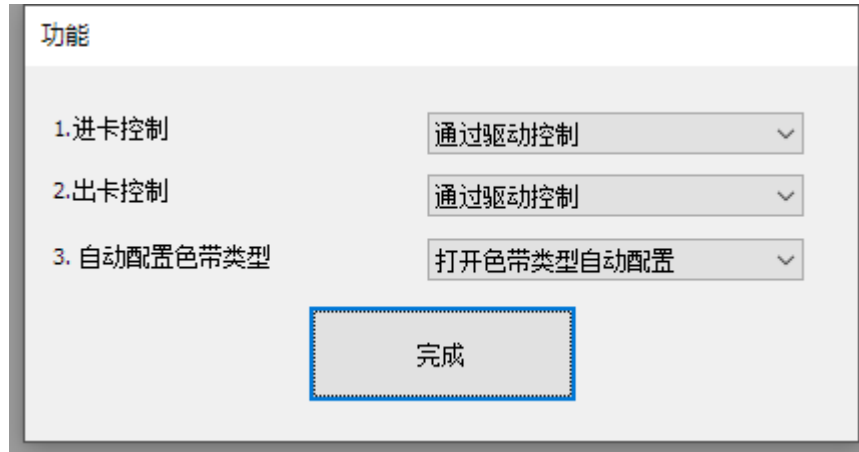 功能
1.进卡控制
通过驱动控制
2.出卡控制
通过驱动控制
3. 自动配置色带类型
打开色带类型自动配置
完成